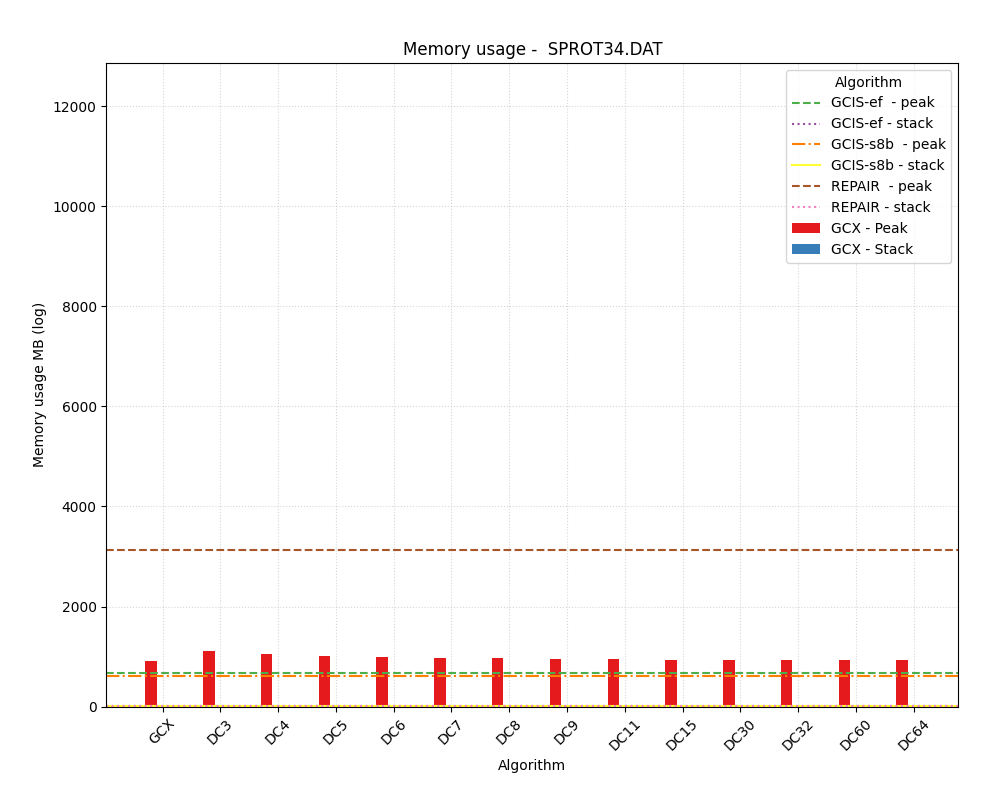 Memory usage -  SPROT34.DAT
Memory usage MB (log)
12000
10000
8000
6000
4000
2000
0
Algorithm
GCIS-ef  - peak
GCIS-ef - stack
GCIS-s8b  - peak
GCIS-s8b - stack
REPAIR  - peak
REPAIR - stack
GCX - Peak
GCX - Stack
GCX
DC3
DC4
DC5
DC6
DC7
DC8
DC9
DC11
DC15
DC30
DC32
DC60
DC64
Algorithm